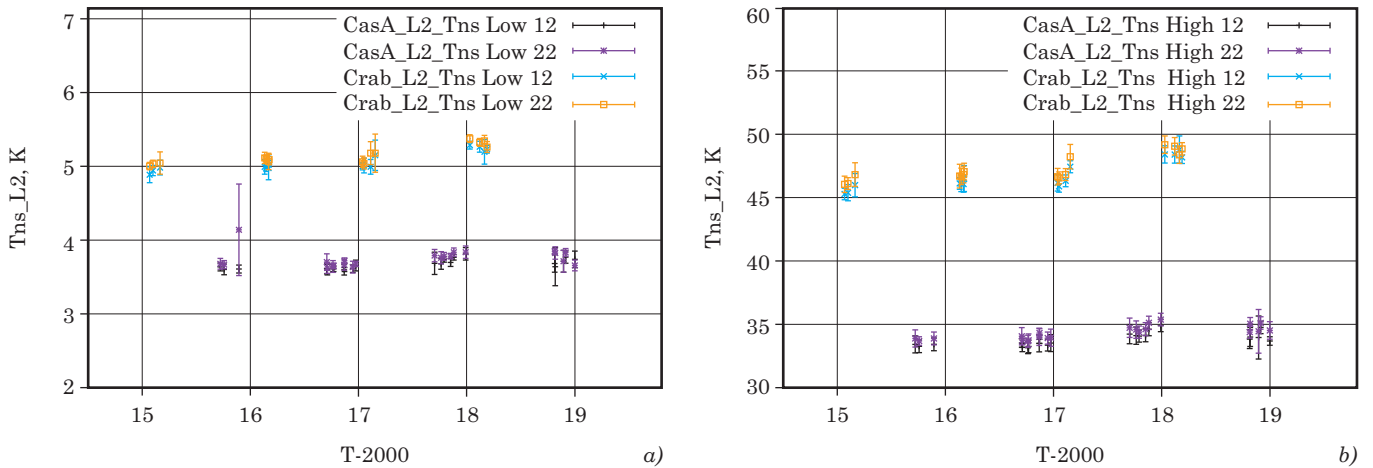 CasA_L2_Tns Low 12
CasA_L2_Tns Low 22
Crab_L2_Tns Low 12
Crab_L2_Tns Low 22
7
6
5
4
3
2
Tns_L2, K
15 16 17 18 19
T-2000
a)
CasA_L2_Tns High 12
CasA_L2_Tns High 22
Crab_L2_Tns High 12
Crab_L2_Tns High 22
60
55
50
45
40
35
30
Tns_L2, K
15 16 17 18 19
T-2000
b)